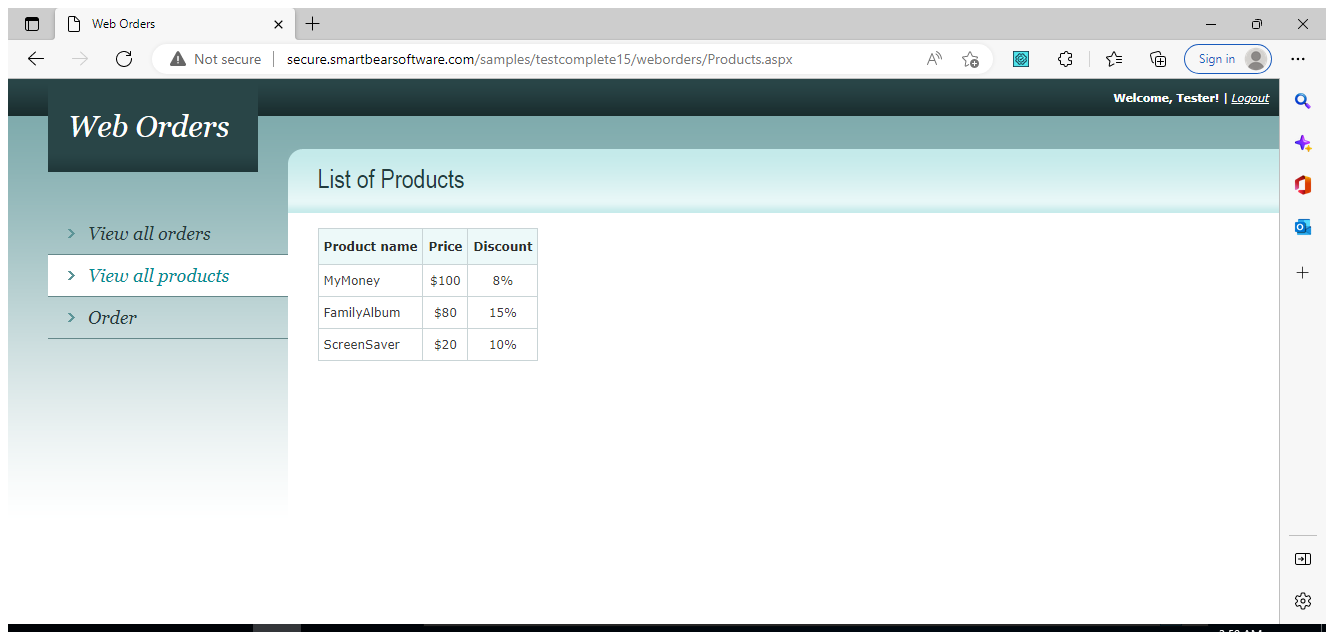 Web Orders
Not secure secure.smartbearsoftware.com/samples/testcomplete15/weborders/Products.aspx Sign in
Welcome, Tester! | Logout
Web Orders
List of Products
View all orders
View all products
Order
Product name Price Discount
MyMoney $100 8%
FamilyAlbum $80 15%
ScreenSaver $20 10%